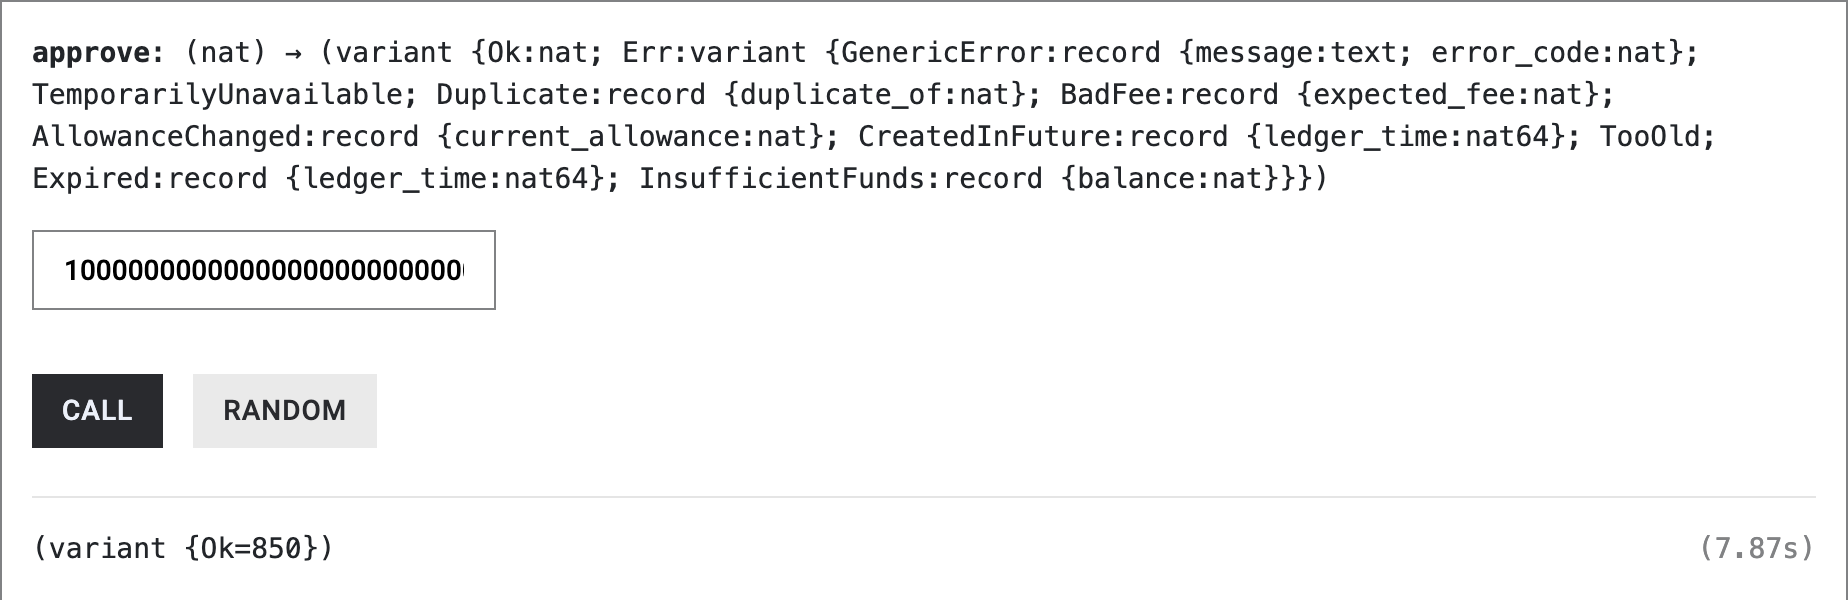 approve: (nat) → (variant {Ok:nat; Err:variant {GenericError:record {message:text; error_code:nat};
TemporarilyUnavailable; Duplicate:record {duplicate_of:nat}; BadFee:record {expected_fee:nat};
AllowanceChanged:record {current_allowance:nat}; CreatedInFuture:record {ledger_time:nat64}; TooOld;
Expired:record {ledger_time:nat64}; InsufficientFunds:record {balance:nat}}})
1000000000000000000000000
CALL RANDOM
(variant {Ok=850}) (7.87s)